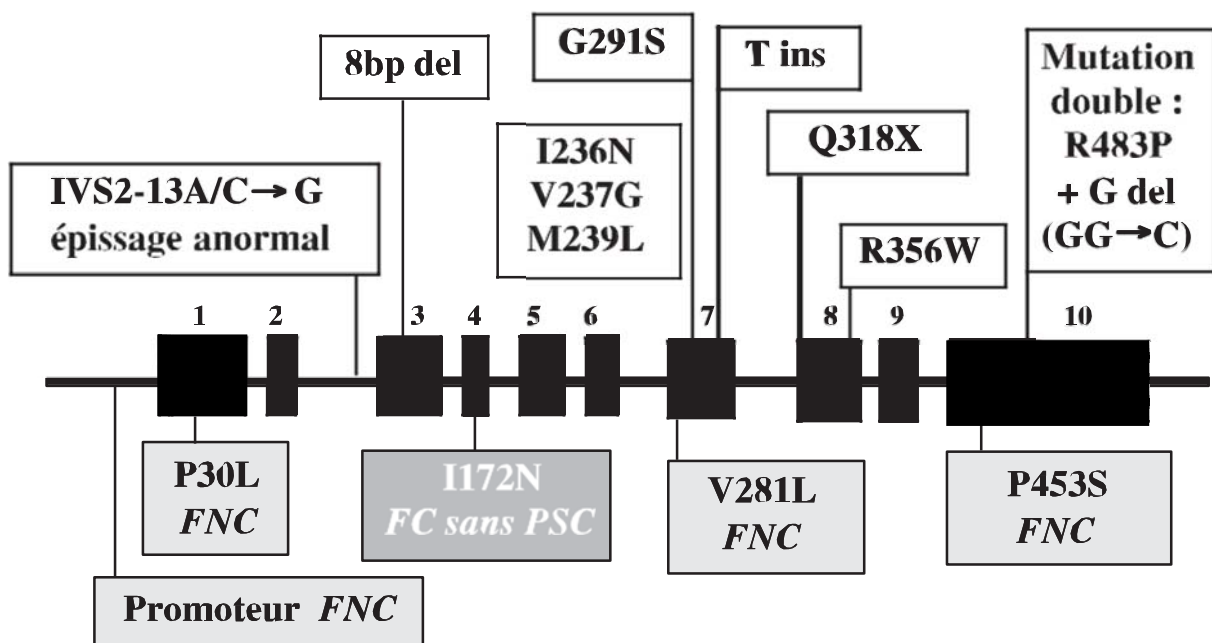 G291S
T ins
Mutation
double :
R483P
+ G del
(GG→C)
8bp del
Q318X
I236N
V237G
M239L
IVS2-13A/C→G
épissage anormal
R356W
1
2
3
4
5
6
7
8
9
10
P30L
FNC
I172N
FC sans PSC
V281L
FNC
P453S
FNC
Promoteur FNC